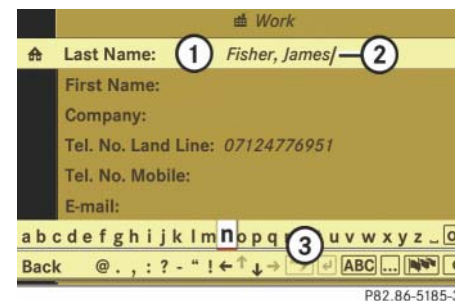 Work
Last Name: 1 Fisher, James 2
First Name:
Company:
Tel. No. Land Line: 07124776951
Tel. No. Mobile:
E-mail:
a b c d e f g h i j k l m n o p q 3 u v w x y z _
Back @ . , : ? - " ! ← ↑ ↓ → ABC ...
P82.86-5185-